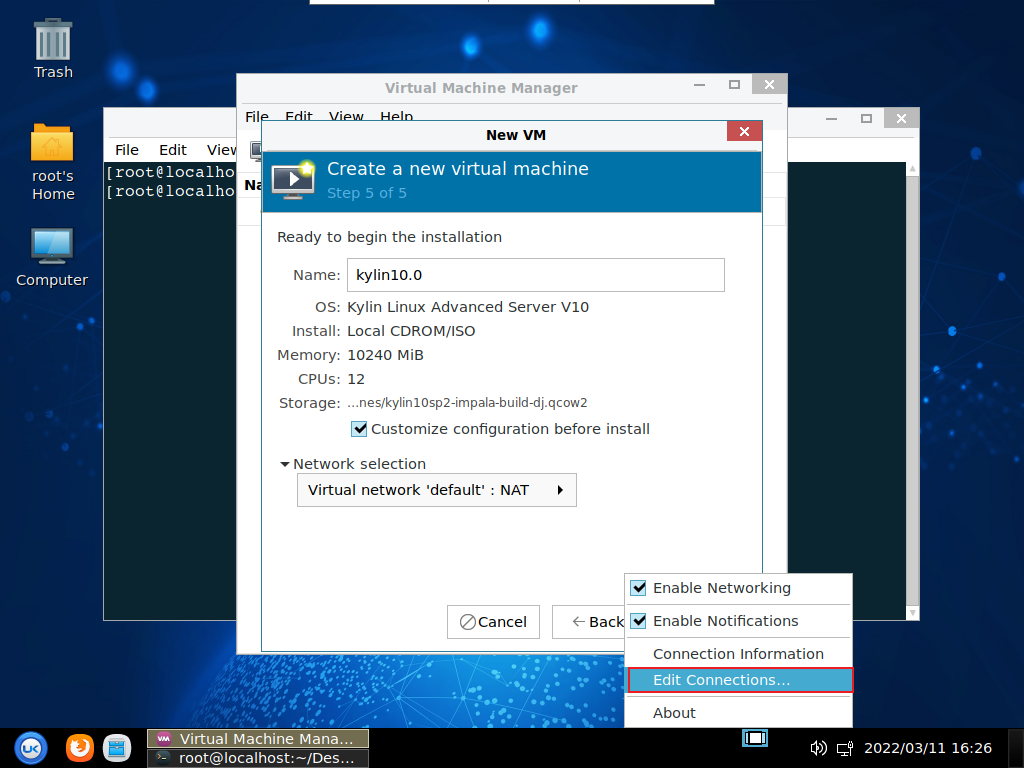 Trash
root's
Home
Computer
Virtual Machine Manager
File Edit View Help
File Edit View
[root@localho
[root@localho
Na
New VM
Create a new virtual machine
Step 5 of 5
Ready to begin the installation
Name: kylin10.0
OS: Kylin Linux Advanced Server V10
Install: Local CDROM/ISO
Memory: 10240 MiB
CPUs: 12
Storage: ...nes/kylin10sp2-impala-build-dj.qcow2
Customize configuration before install
Network selection
Virtual network 'default' : NAT
Cancel
Back
Enable Networking
Enable Notifications
Connection Information
Edit Connections...
About
UK
VM Virtual Machine Mana...
root@localhost:~/Des...
2022/03/11 16:26